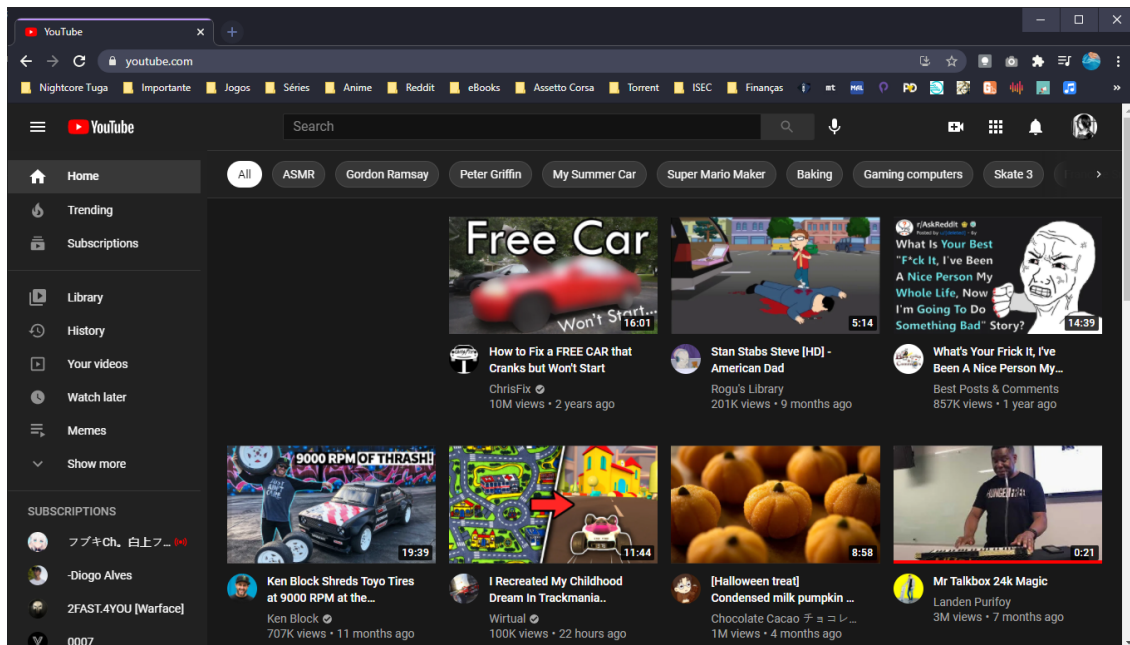 YouTube
youtube.com
Nightcore Tuga Importante Jogos Séries Anime Reddit eBooks Assetto Corsa Torrent ISEC Finanças
YouTube
Search
All ASMR Gordon Ramsay Peter Griffin My Summer Car Super Mario Maker Baking Gaming computers Skate 3
Home
Trending
Subscriptions
Library
History
Your videos
Watch later
Memes
Show more
SUBSCRIPTIONS
フブキCh。白上フ...
-Diogo Alves
2FAST.4YOU [Warface]
0007
Free Car
Won't Start...
16:01
How to Fix a FREE CAR that
Cranks but Won't Start
ChrisFix
10M views • 2 years ago
5:14
Stan Stabs Steve [HD] -
American Dad
Rogu's Library
201K views • 9 months ago
r/AskReddit
What Is Your Best
"F*ck It, I've Been
A Nice Person My
Whole Life, Now
I'm Going To Do
Something Bad" Story?
14:39
What's Your Frick It, I've
Been A Nice Person My...
Best Posts & Comments
857K views • 1 year ago
9000 RPM OF THRASH!
19:39
Ken Block Shreds Toyo Tires
at 9000 RPM at the...
Ken Block
707K views • 11 months ago
11:44
I Recreated My Childhood
Dream In Trackmania..
Wirtual
100K views • 22 hours ago
8:58
[Halloween treat]
Condensed milk pumpkin ...
Chocolate Cacao チョコレ...
1M views • 4 months ago
0:21
Mr Talkbox 24k Magic
Landen Purifoy
3M views • 7 months ago